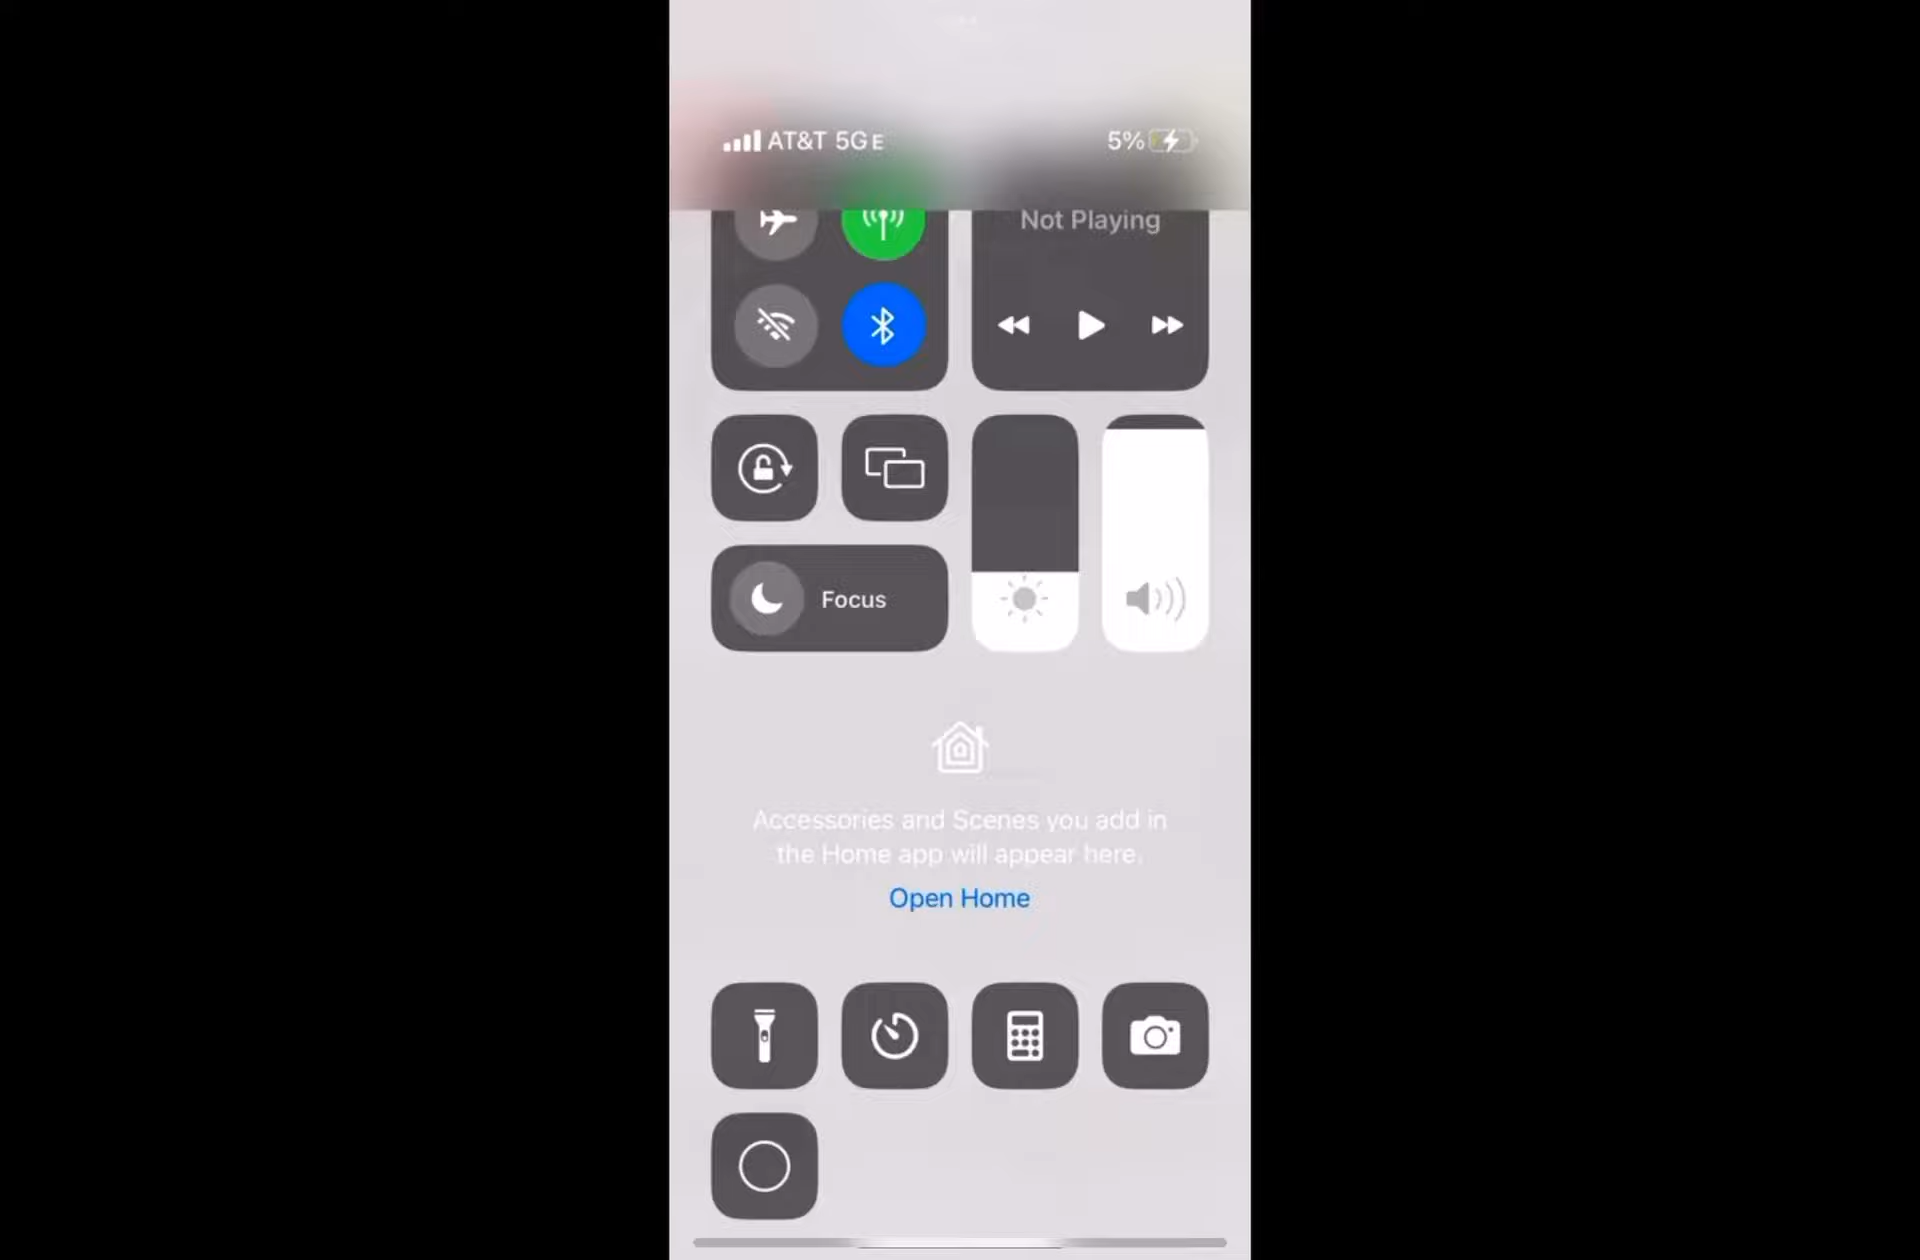 AT&T 5GE
5%
Not Playing
Focus
Accessories and Scenes you add in
the Home app will appear here.
Open Home